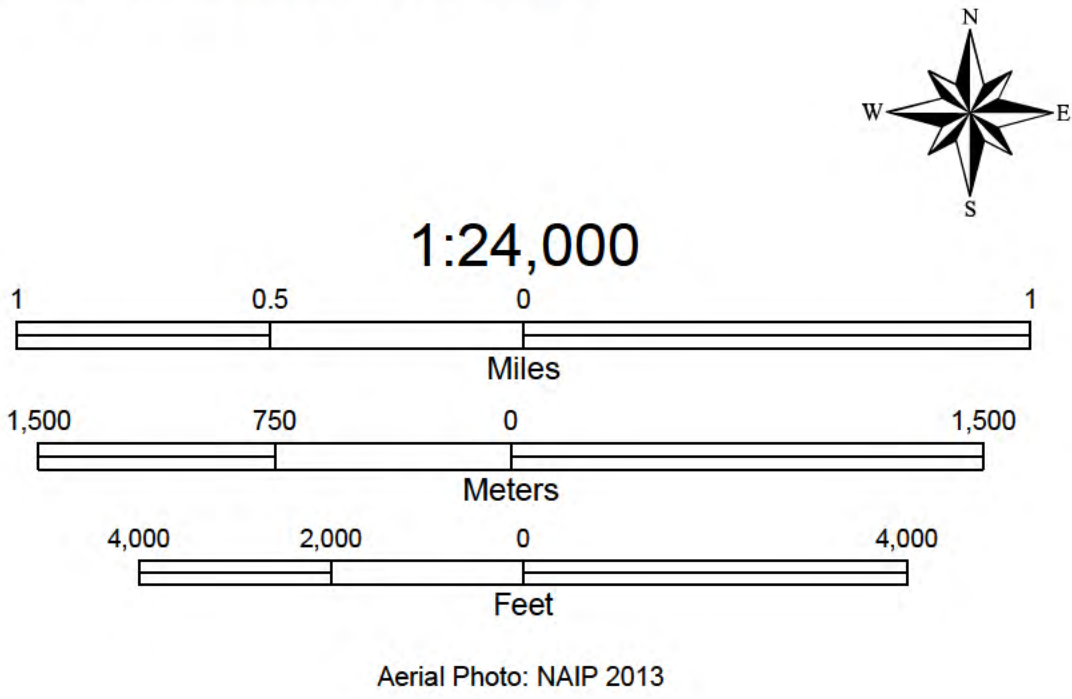 N
W E
S
1:24,000
1 0.5 0 1
Miles
1,500 750 0 1,500
Meters
4,000 2,000 0 4,000
Feet
Aerial Photo: NAIP 2013